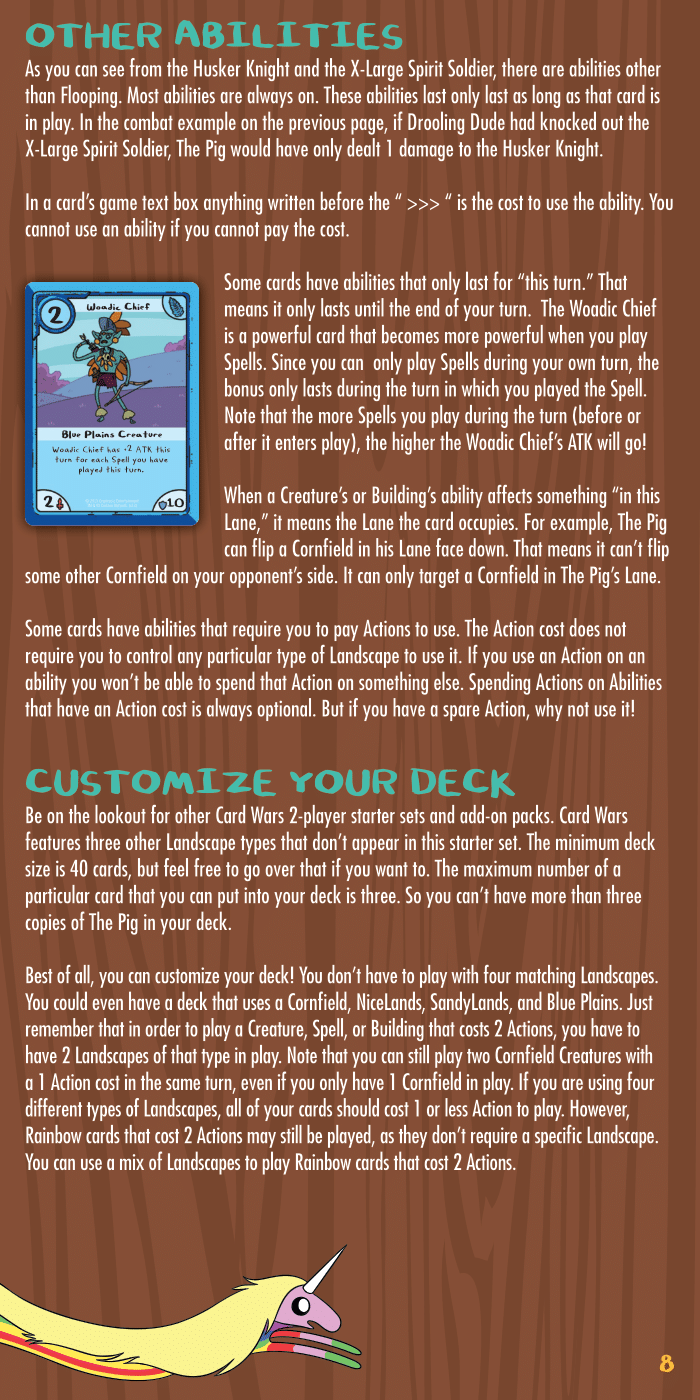 OTHER ABILITIES
As you can see from the Husker Knight and the X-Large Spirit Soldier, there are abilities other
than Flooping. Most abilities are always on. These abilities last only last as long as that card is
in play. In the combat example on the previous page, if Drooling Dude had knocked out the
X-Large Spirit Soldier, The Pig would have only dealt 1 damage to the Husker Knight.
In a card's game text box anything written before the “ >>> “ is the cost to use the ability. You
cannot use an ability if you cannot pay the cost.
2
Woadic Chief
Blue Plains Creature
Woadic Chief has +2 ATK this
turn for each Spell you have
played this turn.
2
10
Some cards have abilities that only last for “this turn.” That
means it only lasts until the end of your turn. The Woadic Chief
is a powerful card that becomes more powerful when you play
Spells. Since you can only play Spells during your own turn, the
bonus only lasts during the turn in which you played the Spell.
Note that the more Spells you play during the turn (before or
after it enters play), the higher the Woadic Chief's ATK will go!
When a Creature's or Building's ability affects something “in this
Lane,” it means the Lane the card occupies. For example, The Pig
can flip a Cornfield in his Lane face down. That means it can't flip
some other Cornfield on your opponent's side. It can only target a Cornfield in The Pig's Lane.
Some cards have abilities that require you to pay Actions to use. The Action cost does not
require you to control any particular type of Landscape to use it. If you use an Action on an
ability you won't be able to spend that Action on something else. Spending Actions on Abilities
that have an Action cost is always optional. But if you have a spare Action, why not use it!
CUSTOMIZE YOUR DECK
Be on the lookout for other Card Wars 2-player starter sets and add-on packs. Card Wars
features three other Landscape types that don't appear in this starter set. The minimum deck
size is 40 cards, but feel free to go over that if you want to. The maximum number of a
particular card that you can put into your deck is three. So you can't have more than three
copies of The Pig in your deck.
Best of all, you can customize your deck! You don't have to play with four matching Landscapes.
You could even have a deck that uses a Cornfield, NiceLands, SandyLands, and Blue Plains. Just
remember that in order to play a Creature, Spell, or Building that costs 2 Actions, you have to
have 2 Landscapes of that type in play. Note that you can still play two Cornfield Creatures with
a 1 Action cost in the same turn, even if you only have 1 Cornfield in play. If you are using four
different types of Landscapes, all of your cards should cost 1 or less Action to play. However,
Rainbow cards that cost 2 Actions may still be played, as they don't require a specific Landscape.
You can use a mix of Landscapes to play Rainbow cards that cost 2 Actions.
8